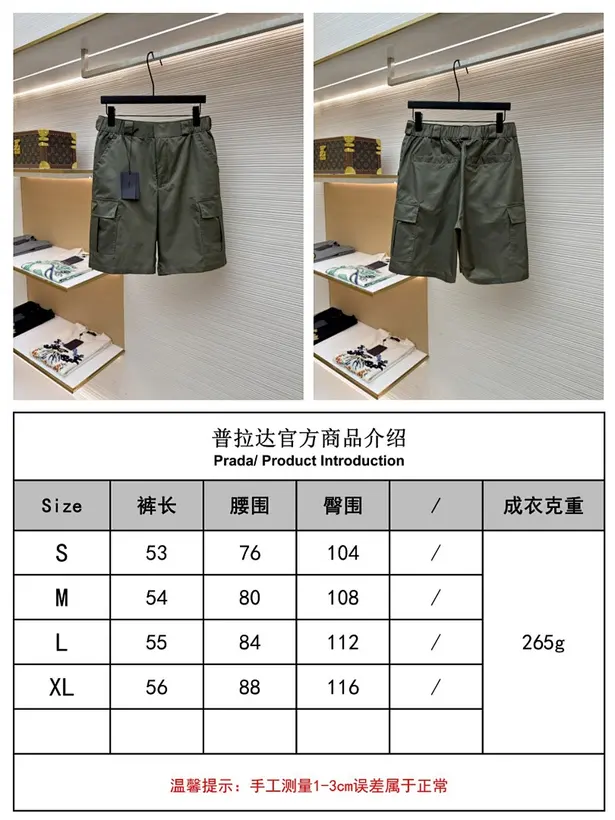 普拉达官方商品介绍
Prada/ Product Introduction
Size 裤长 腰围 臀围 / 成衣克重
S 53 76 104 /
M 54 80 108 /
265g
L 55 84 112 /
XL 56 88 116 /
温馨提示：手工测量1-3cm误差属于正常